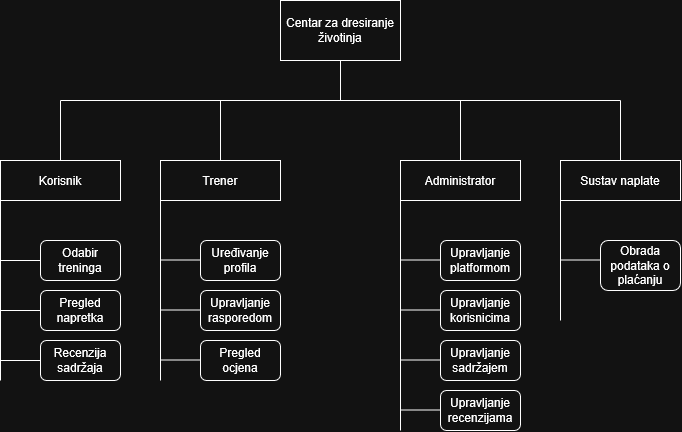 Centar za dresiranje
životinja
Korisnik
Trener
Administrator
Sustav naplate
Odabir
treninga
Pregled
napretka
Recenzija
sadržaja
Uređivanje
profila
Upravljanje
rasporedom
Pregled
ocjena
Upravljanje
platformom
Upravljanje
korisnicima
Upravljanje
sadržajem
Upravljanje
recenzijama
Obrada
podataka o
plaćanju